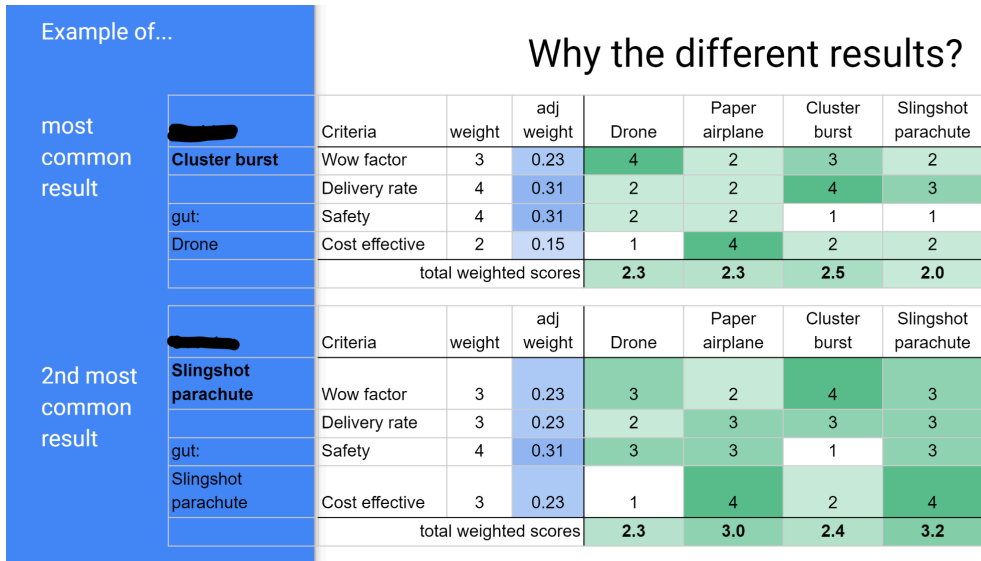 Example of...
Why the different results?
most
common
result
Criteria weight adj weight Drone Paper airplane Cluster burst Slingshot parachute
Cluster burst Wow factor 3 0.23 4 2 3 2
Delivery rate 4 0.31 2 2 4 3
gut: Safety 4 0.31 2 2 1 1
Drone Cost effective 2 0.15 1 4 2 2
total weighted scores 2.3 2.3 2.5 2.0
2nd most
common
result
Criteria weight adj weight Drone Paper airplane Cluster burst Slingshot parachute
Slingshot parachute Wow factor 3 0.23 3 2 4 3
Delivery rate 3 0.23 2 3 3 3
gut: Safety 4 0.31 3 3 1 3
Slingshot parachute Cost effective 3 0.23 1 4 2 4
total weighted scores 2.3 3.0 2.4 3.2